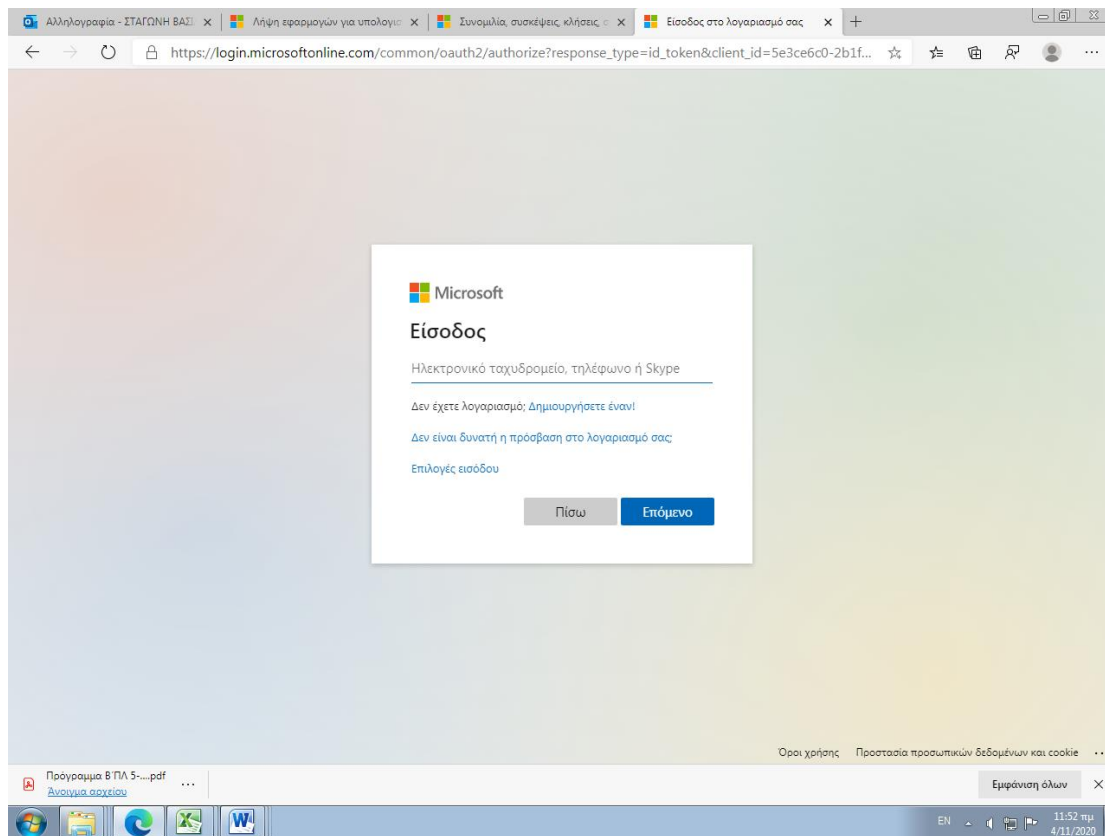 Αλληλογραφία - ΣΤΑΓΩΝΗ ΒΑΣΙ
Λήψη εφαρμογών για υπολογισ
Συνομιλία, συσκέψεις, κλήσεις, σ
Είσοδος στο λογαριασμό σας
https://login.microsoftonline.com/common/oauth2/authorize?response_type=id_token&client_id=5e3ce6c0-2b1f...
Microsoft
Είσοδος
Ηλεκτρονικό ταχυδρομείο, τηλέφωνο ή Skype
Δεν έχετε λογαριασμό; Δημιουργήσετε έναν!
Δεν είναι δυνατή η πρόσβαση στο λογαριασμό σας;
Επιλογές εισόδου
Πίσω Επόμενο
Όροι χρήσης Προστασία προσωπικών δεδομένων και cookie
Πρόγραμμα Β΄ΠΛ 5-....pdf
Άνοιγμα αρχείου
Εμφάνιση όλων
EN
11:52 πμ
4/11/2020